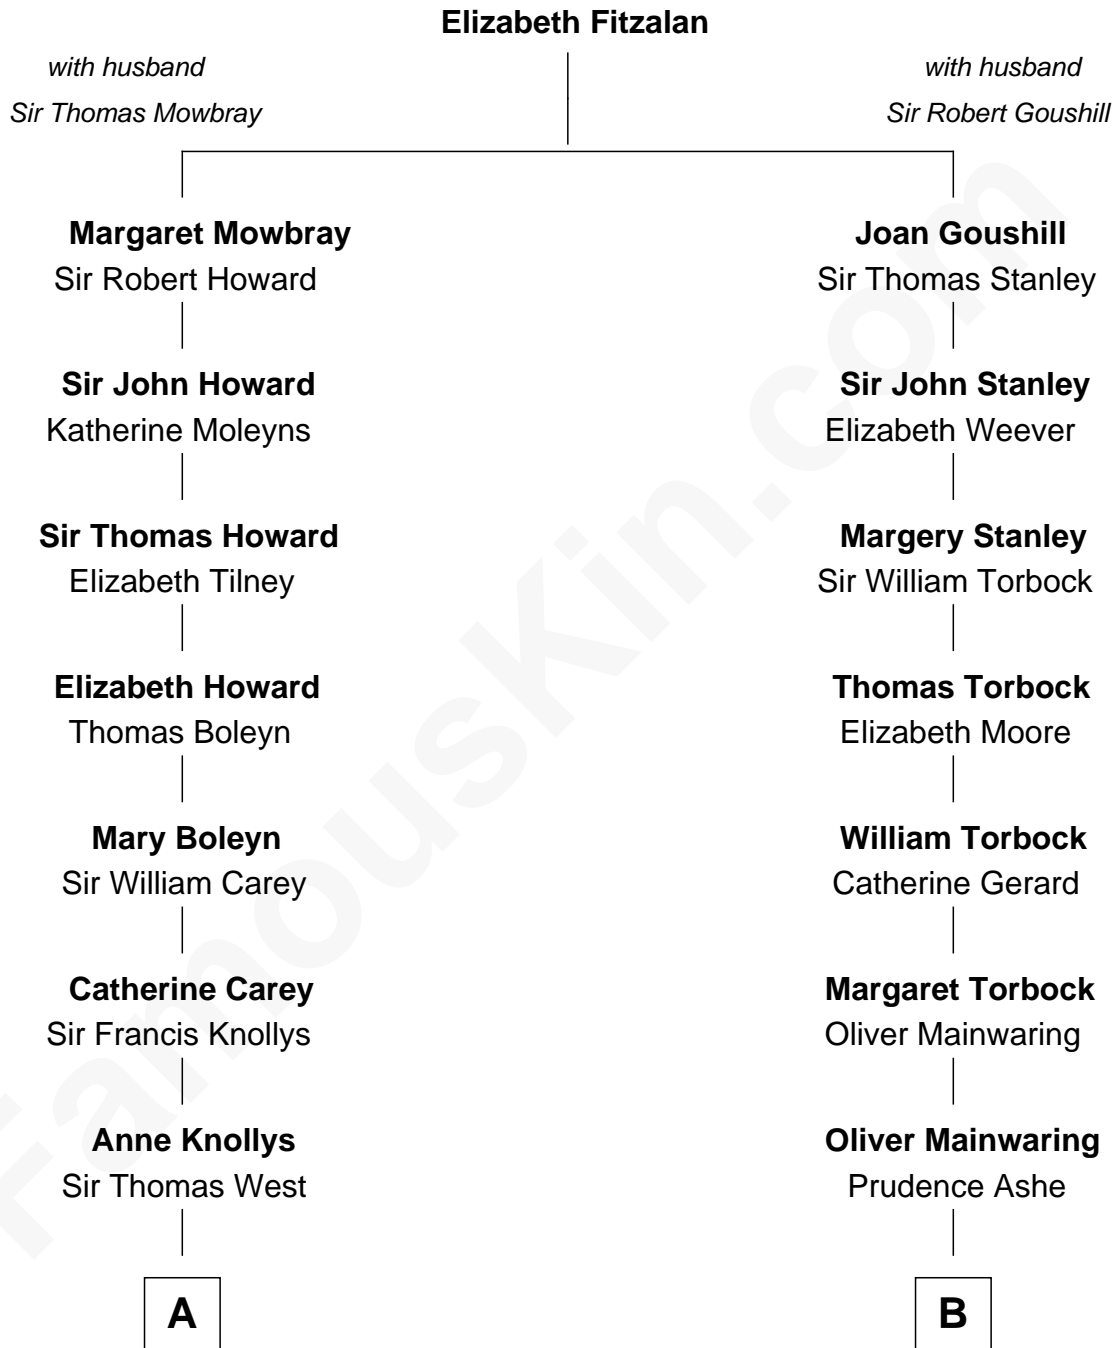 Elizabeth Fitzalan
with husband
Sir Thomas Mowbray
with husband
Sir Robert Goushill
Margaret Mowbray
Sir Robert Howard
Joan Goushill
Sir Thomas Stanley
Sir John Howard
Katherine Moleyns
Sir John Stanley
Elizabeth Weever
Sir Thomas Howard
Elizabeth Tilney
Margery Stanley
Sir William Torbock
Elizabeth Howard
Thomas Boleyn
Thomas Torbock
Elizabeth Moore
Mary Boleyn
Sir William Carey
William Torbock
Catherine Gerard
Catherine Carey
Sir Francis Knollys
Margaret Torbock
Oliver Mainwaring
Anne Knollys
Sir Thomas West
Oliver Mainwaring
Prudence Ashe
A
B
FamousKin.com